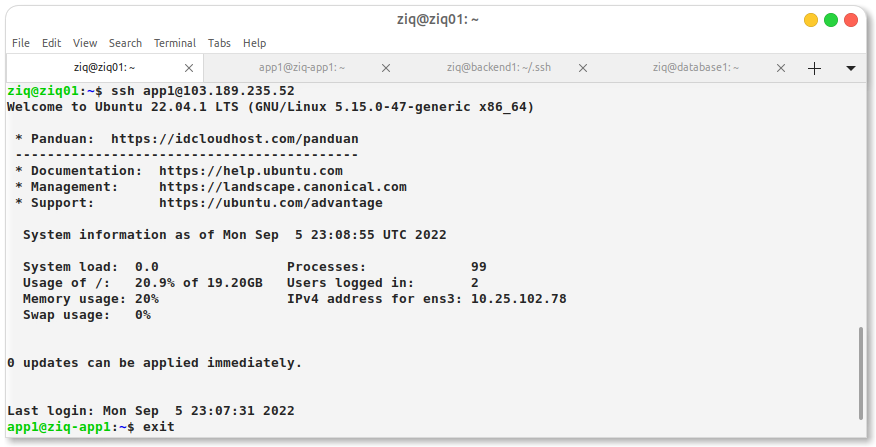 ziq@ziq01: ~
File Edit View Search Terminal Tabs Help
ziq@ziq01: ~ app1@ziq-app1: ~ ziq@backend1: ~/.ssh ziq@database1: ~
ziq@ziq01:~$ ssh app1@103.189.235.52
Welcome to Ubuntu 22.04.1 LTS (GNU/Linux 5.15.0-47-generic x86_64)
* Panduan:  https://idcloudhost.com/panduan
-------------------------------------------
* Documentation:  https://help.ubuntu.com
* Management:     https://landscape.canonical.com
* Support:        https://ubuntu.com/advantage
System information as of Mon Sep  5 23:08:55 UTC 2022
System load:  0.0                Processes:             99
Usage of /:   20.9% of 19.20GB   Users logged in:       2
Memory usage: 20%                IPv4 address for ens3: 10.25.102.78
Swap usage:   0%
0 updates can be applied immediately.
Last login: Mon Sep  5 23:07:31 2022
app1@ziq-app1:~$ exit